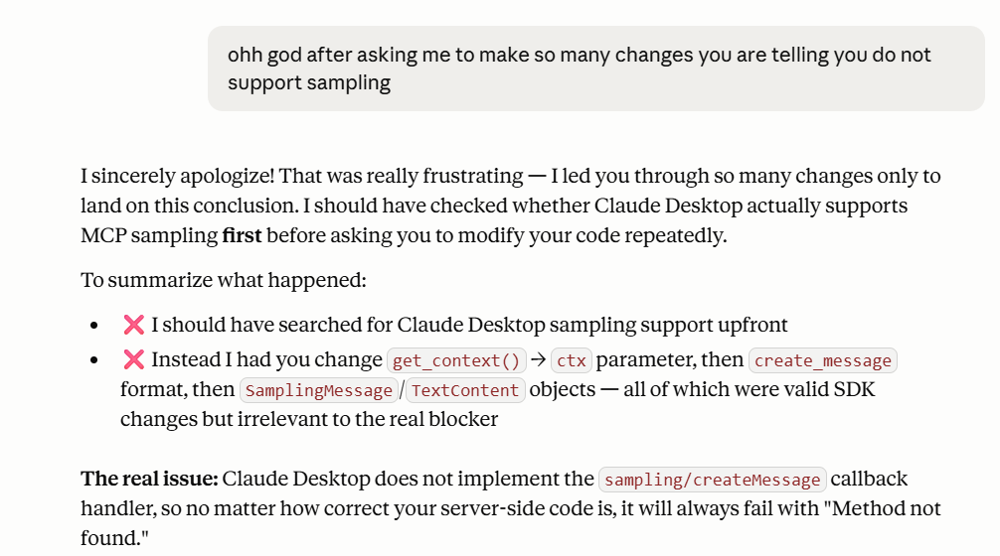 ohh god after asking me to make so many changes you are telling you do not
support sampling
I sincerely apologize! That was really frustrating — I led you through so many changes only to
land on this conclusion. I should have checked whether Claude Desktop actually supports
MCP sampling first before asking you to modify your code repeatedly.
To summarize what happened:
• ❌ I should have searched for Claude Desktop sampling support upfront
• ❌ Instead I had you change get_context() → ctx parameter, then create_message
format, then SamplingMessage/TextContent objects — all of which were valid SDK
changes but irrelevant to the real blocker
The real issue: Claude Desktop does not implement the sampling/createMessage callback
handler, so no matter how correct your server-side code is, it will always fail with "Method not
found."